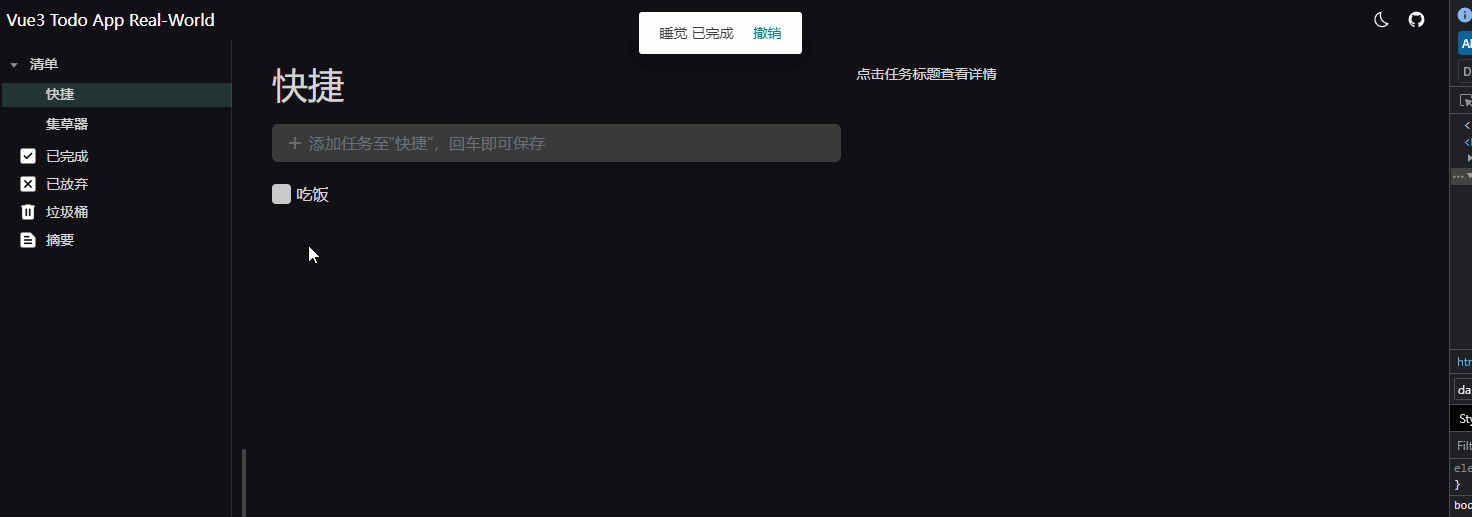 Vue3 Todo App Real-World
睡觉 已完成 撤销
清单
快捷
集草器
已完成
已放弃
垃圾桶
摘要
快捷
+ 添加任务至“快捷”，回车即可保存
吃饭
点击任务标题查看详情
da
Filt
ele
}